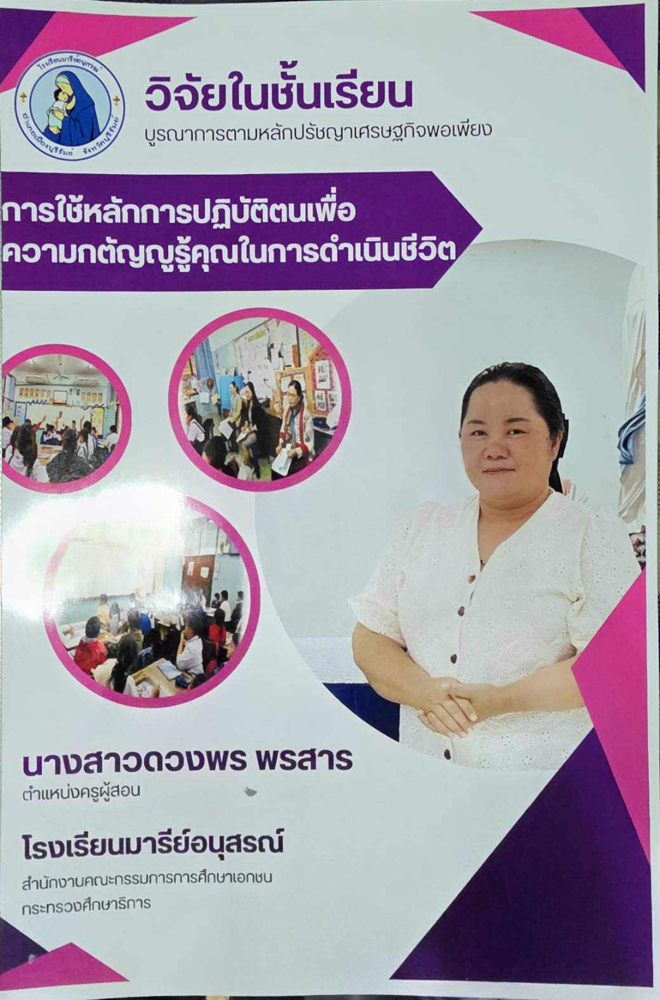 โรงเรียนมารีย์อนุสรณ์
อำเภอเมืองบุรีรัมย์ จังหวัดบุรีรัมย์
วิจัยในชั้นเรียน
บูรณาการตามหลักปรัชญาเศรษฐกิจพอเพียง
การใช้หลักการปฏิบัติตนเพื่อ
ความกตัญญูรู้คุณในการดำเนินชีวิต
นางสาวดวงพร พรสาร
ตำแหน่งครูผู้สอน
โรงเรียนมารีย์อนุสรณ์
สำนักงานคณะกรรมการการศึกษาเอกชน
กระทรวงศึกษาธิการ